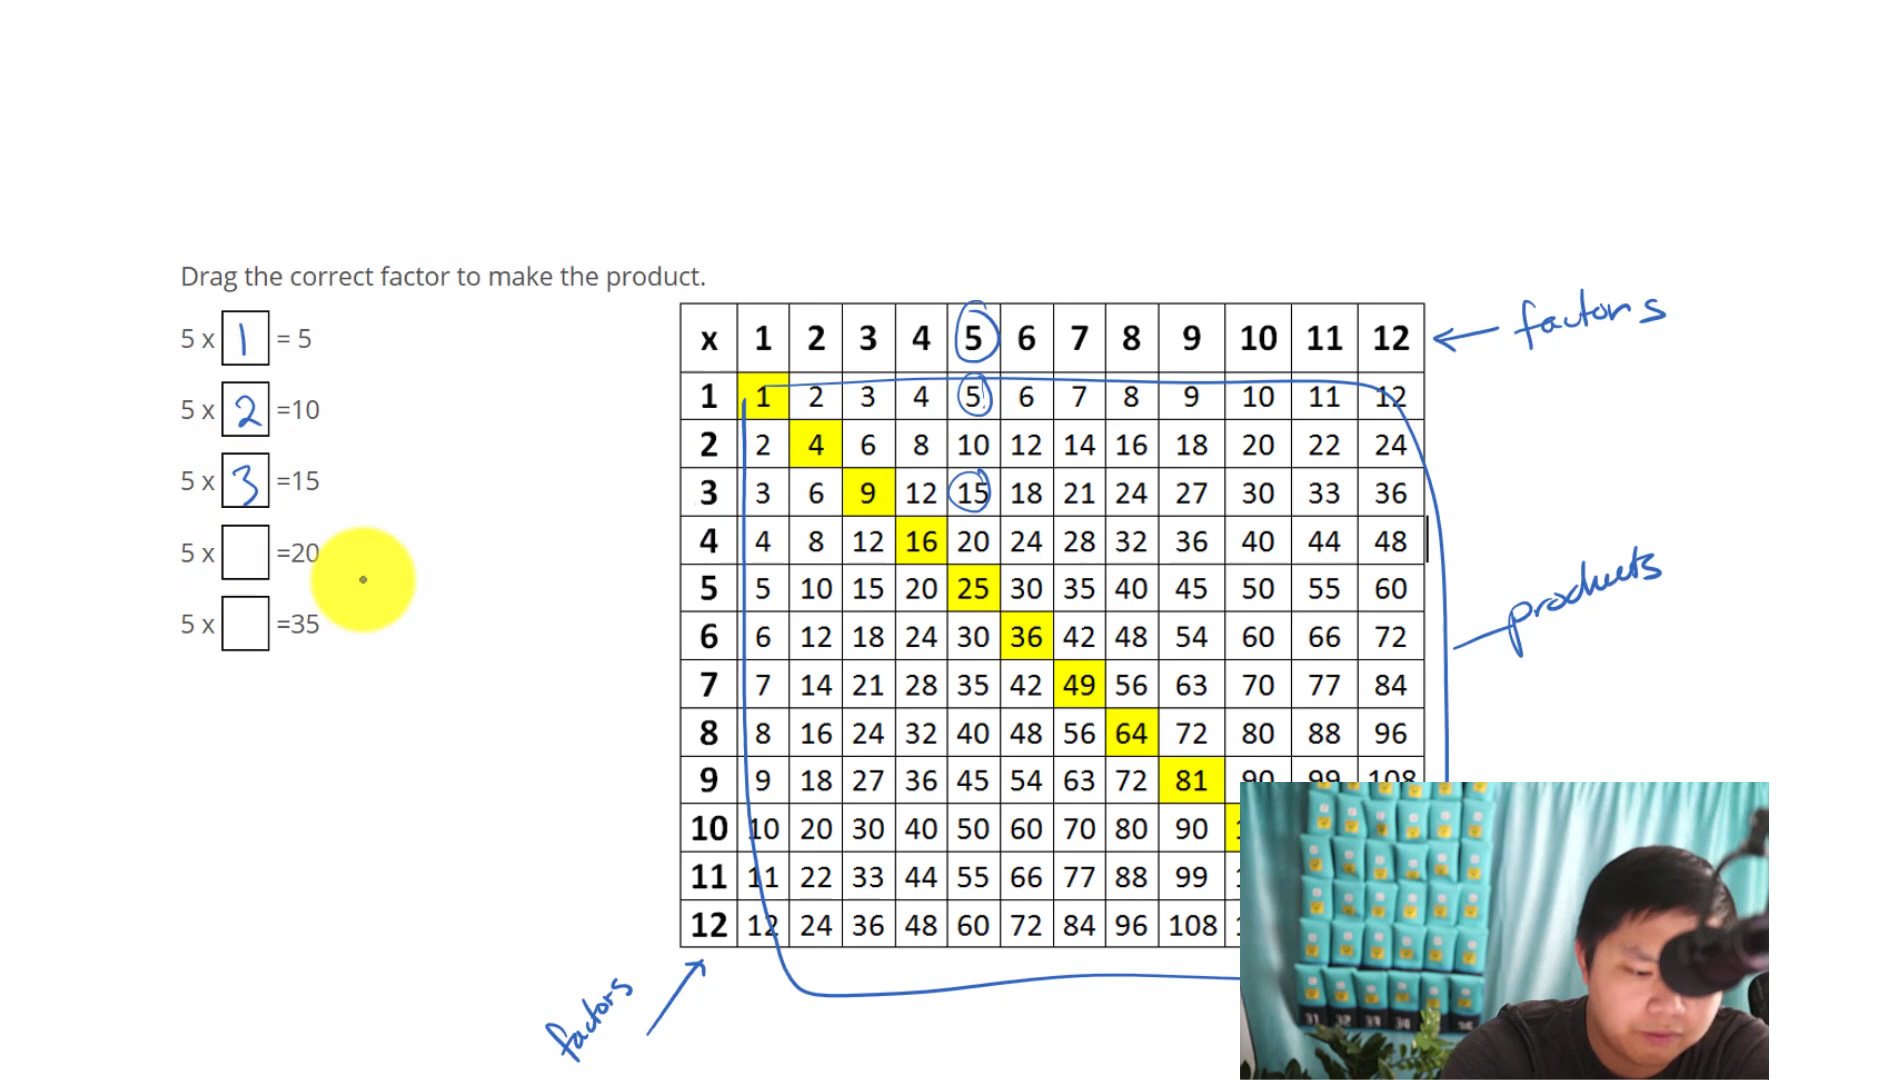 Drag the correct factor to make the product.
5 x 1 = 5
5 x 2 =10
5 x 3 =15
5 x =20
5 x =35
x 1 2 3 4 5 6 7 8 9 10 11 12
1 1 2 3 4 5 6 7 8 9 10 11 12
2 2 4 6 8 10 12 14 16 18 20 22 24
3 3 6 9 12 15 18 21 24 27 30 33 36
4 4 8 12 16 20 24 28 32 36 40 44 48
5 5 10 15 20 25 30 35 40 45 50 55 60
6 6 12 18 24 30 36 42 48 54 60 66 72
7 7 14 21 28 35 42 49 56 63 70 77 84
8 8 16 24 32 40 48 56 64 72 80 88 96
9 9 18 27 36 45 54 63 72 81 90 99 108
10 10 20 30 40 50 60 70 80 90
11 11 22 33 44 55 66 77 88 99
12 12 24 36 48 60 72 84 96 108
factors
products
factors
31 32 33 34 36